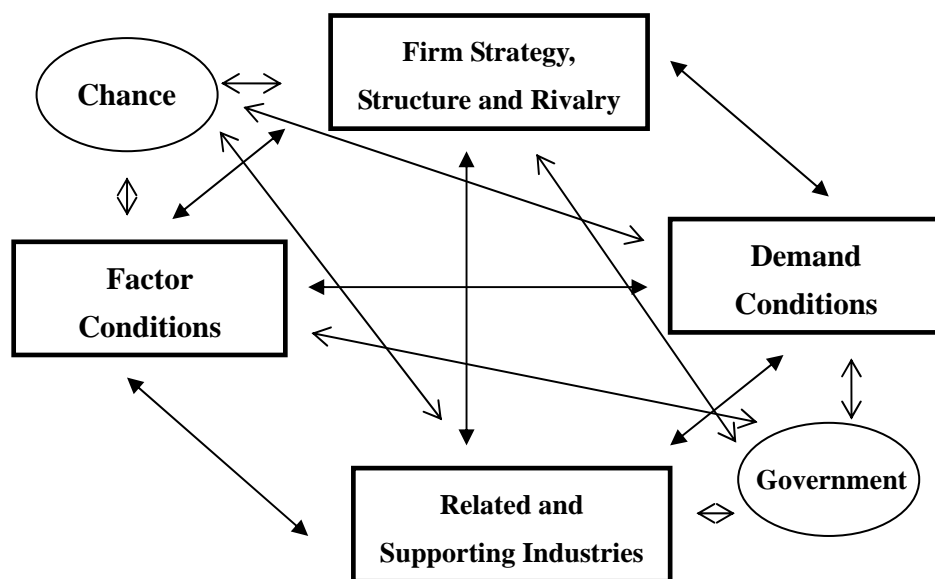 Firm Strategy,
Structure and Rivalry
Chance
Factor
Conditions
Demand
Conditions
Related and
Supporting Industries
Government